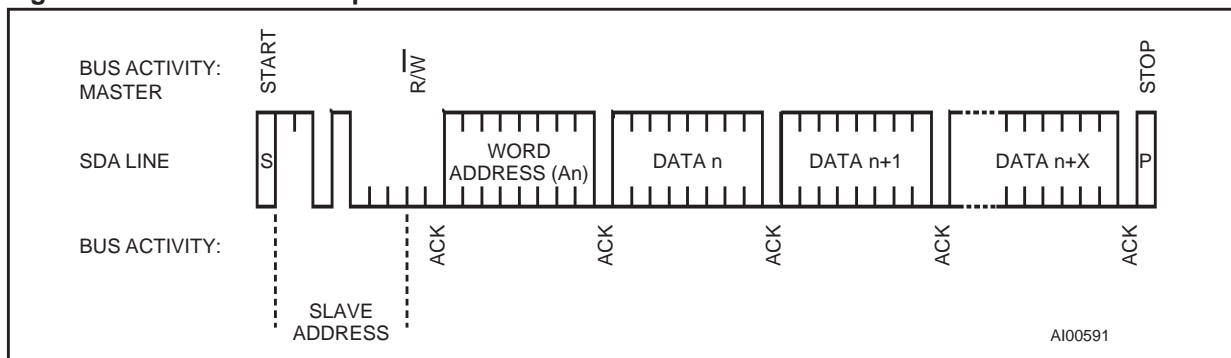 BUS ACTIVITY:
MASTER
START
R/W
STOP
SDA LINE
S
WORD
ADDRESS (An)
DATA n
DATA n+1
DATA n+X
P
BUS ACTIVITY:
ACK
ACK
ACK
ACK
ACK
SLAVE
ADDRESS
AI00591